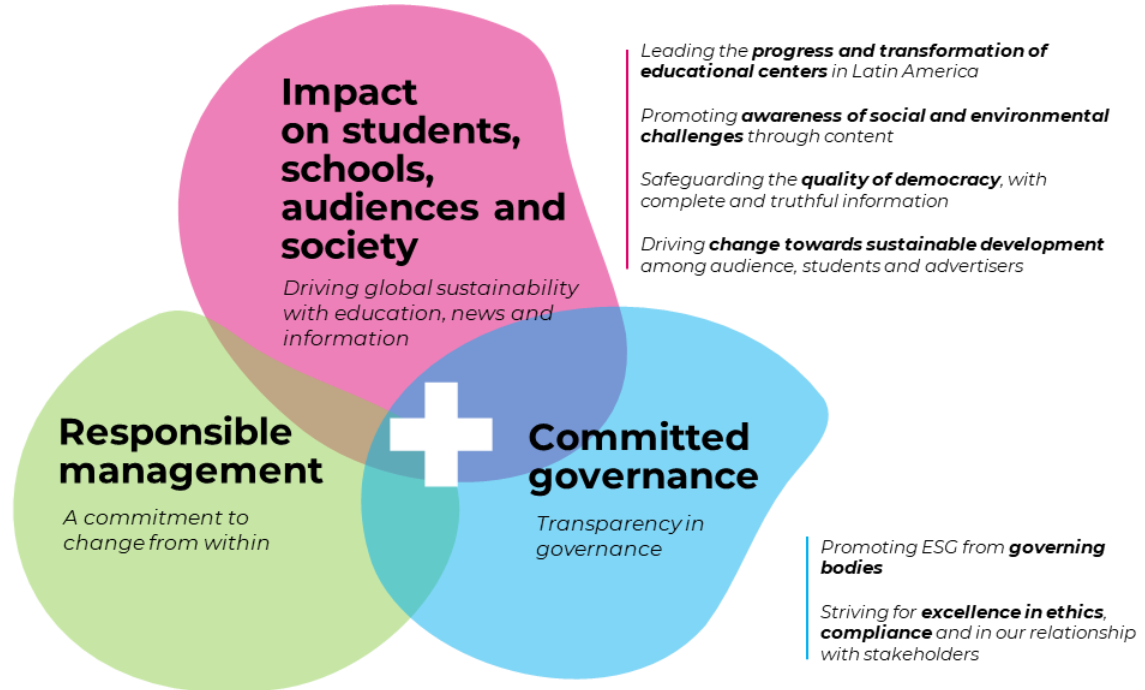 Impact
on students,
schools,
audiences and
society
Driving global sustainability
with education, news and
information
Leading the progress and transformation of
educational centers in Latin America
Promoting awareness of social and environmental
challenges through content
Safeguarding the quality of democracy, with
complete and truthful information
Driving change towards sustainable development
among audience, students and advertisers
Responsible
management
A commitment to
change from within
Committed
governance
Transparency in
governance
Promoting ESG from governing
bodies
Striving for excellence in ethics,
compliance and in our relationship
with stakeholders